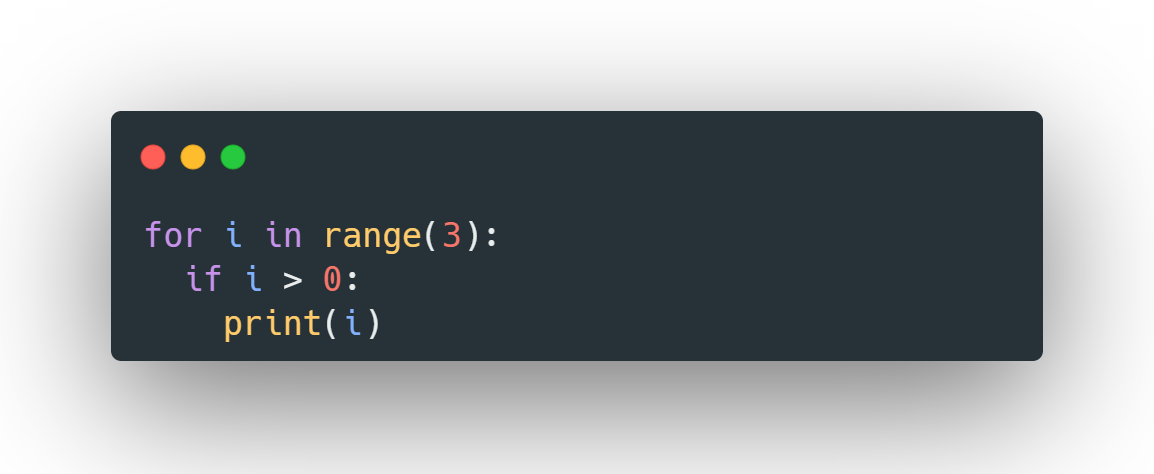 for i in range(3):
  if i > 0:
    print(i)